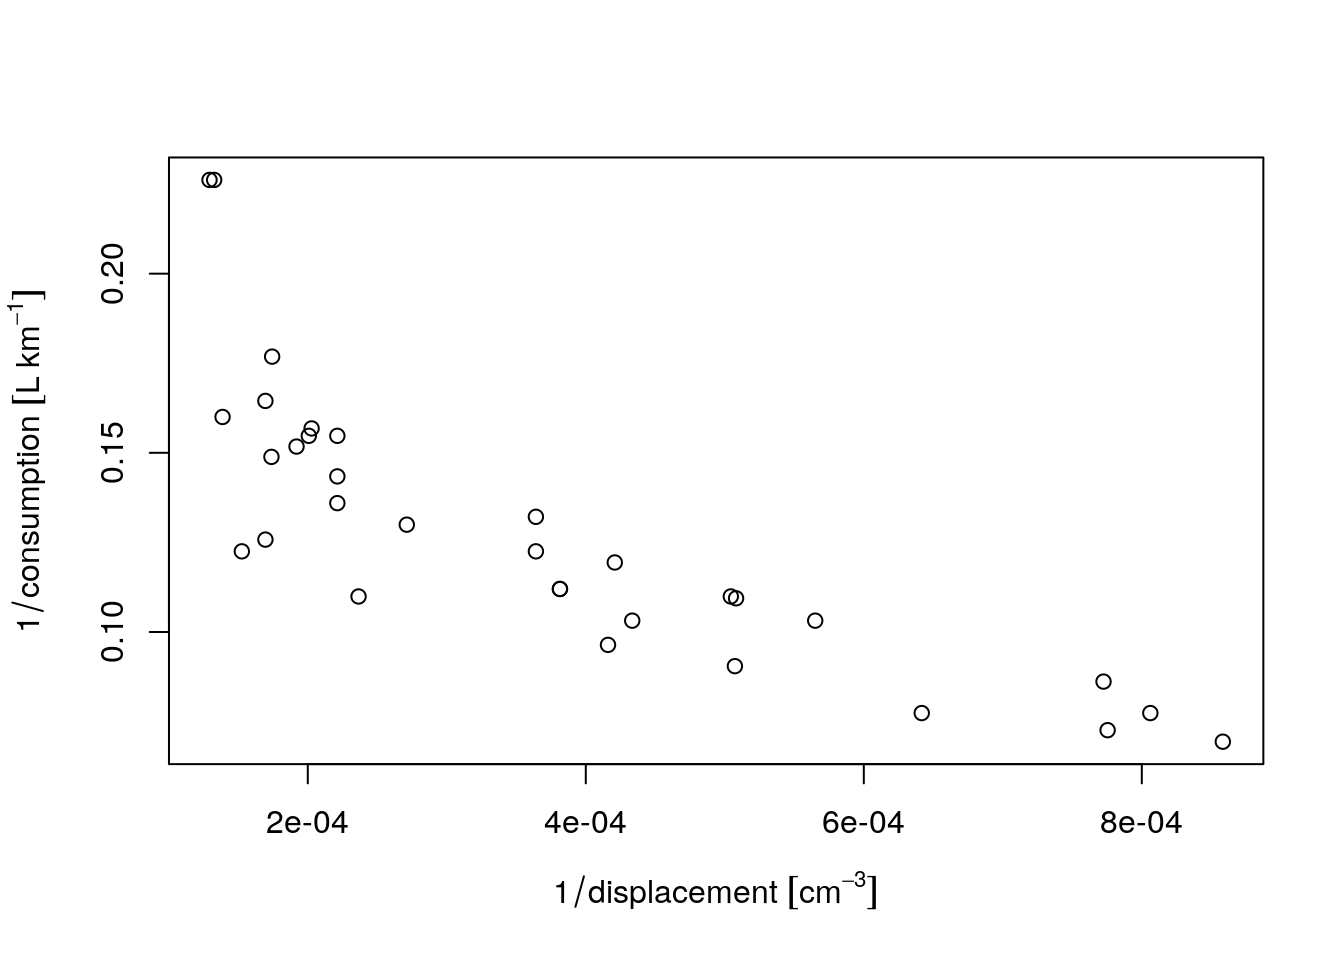 1/consumption [L km⁻¹]
0.20
0.15
0.10
2e-04 4e-04 6e-04 8e-04
1/displacement [cm⁻³]